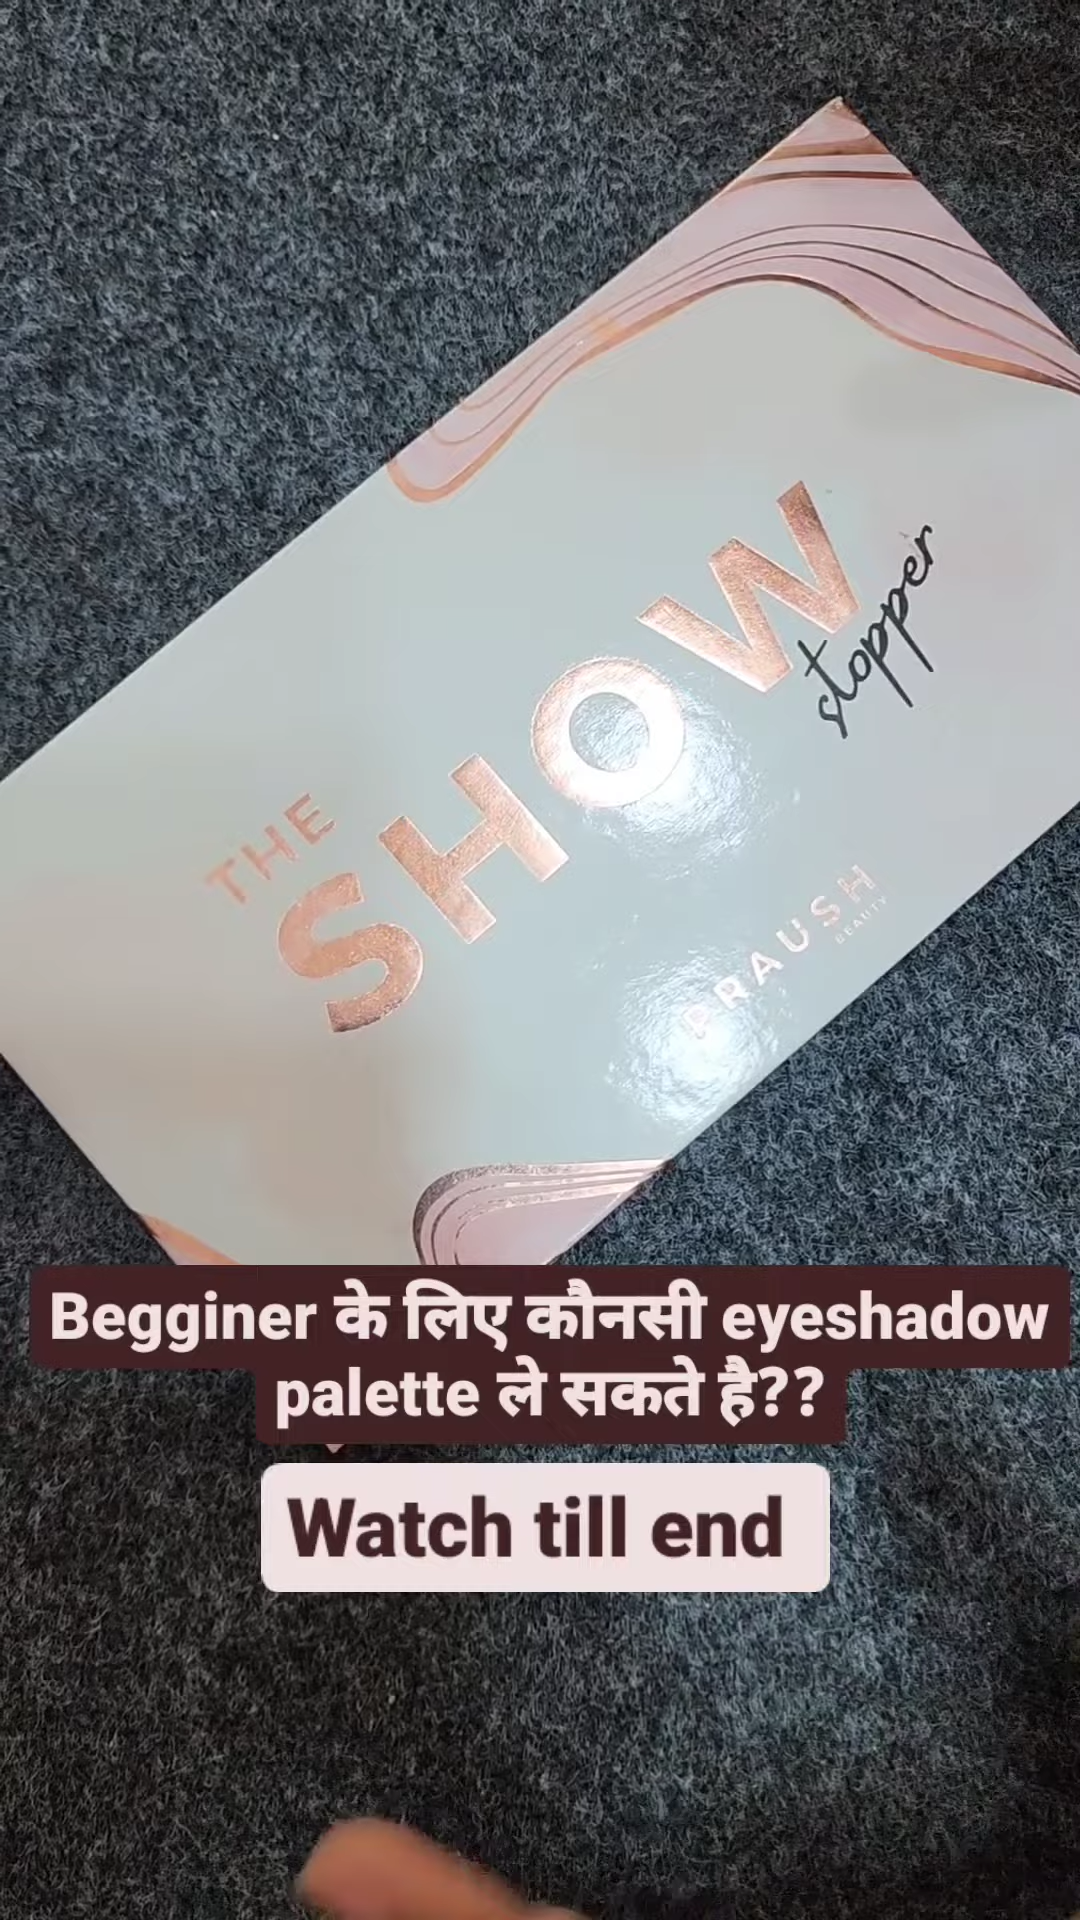 THE
SHOW
stopper
PRAUSH
BEAUTY
Begginer के लिए कौनसी eyeshadow
palette ले सकते है??
Watch till end